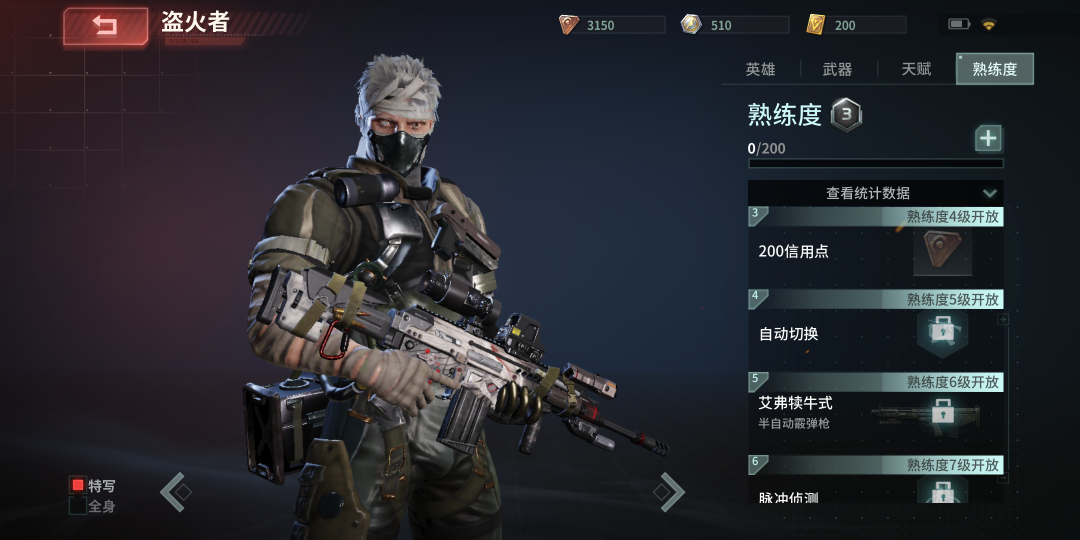 盗火者
3150
510
200
英雄
武器
天赋
熟练度
熟练度 3
0/200
查看统计数据
3
熟练度4级开放
200信用点
4
熟练度5级开放
自动切换
5
熟练度6级开放
艾弗犊牛式
半自动霰弹枪
6
熟练度7级开放
脉冲侦测
特写
全身